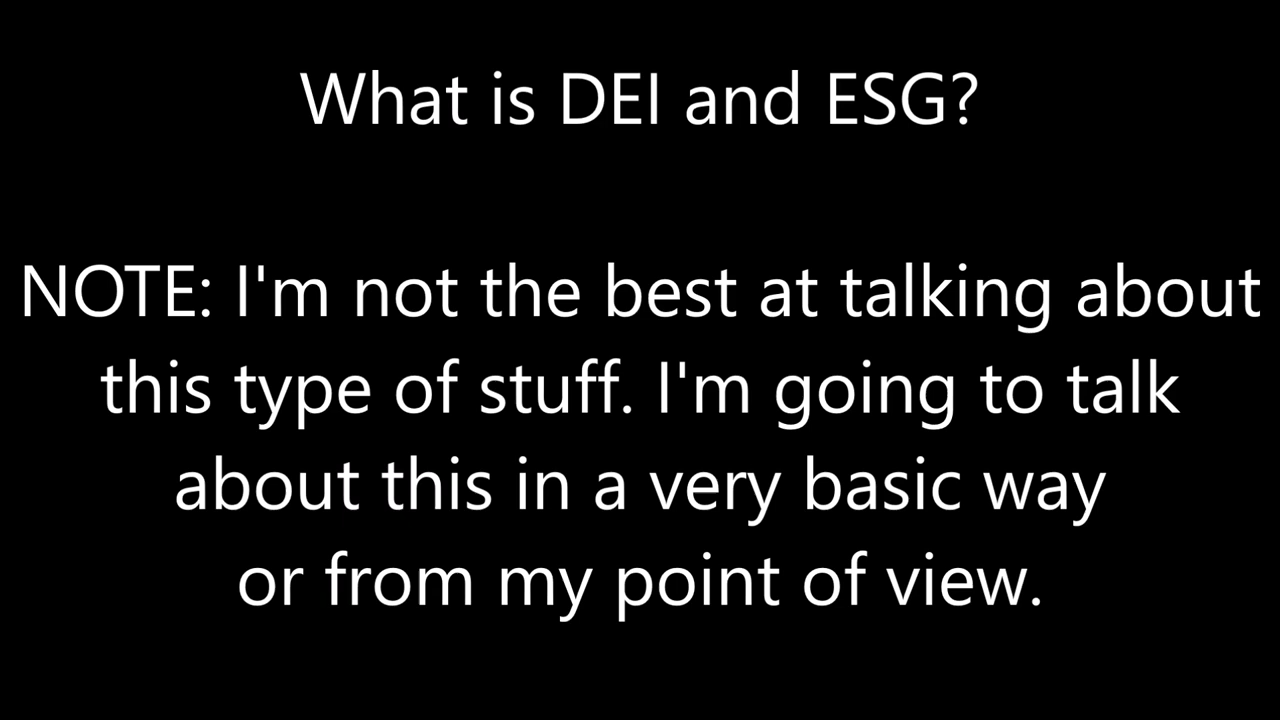 What is DEI and ESG?
NOTE: I'm not the best at talking about
this type of stuff. I'm going to talk
about this in a very basic way
or from my point of view.